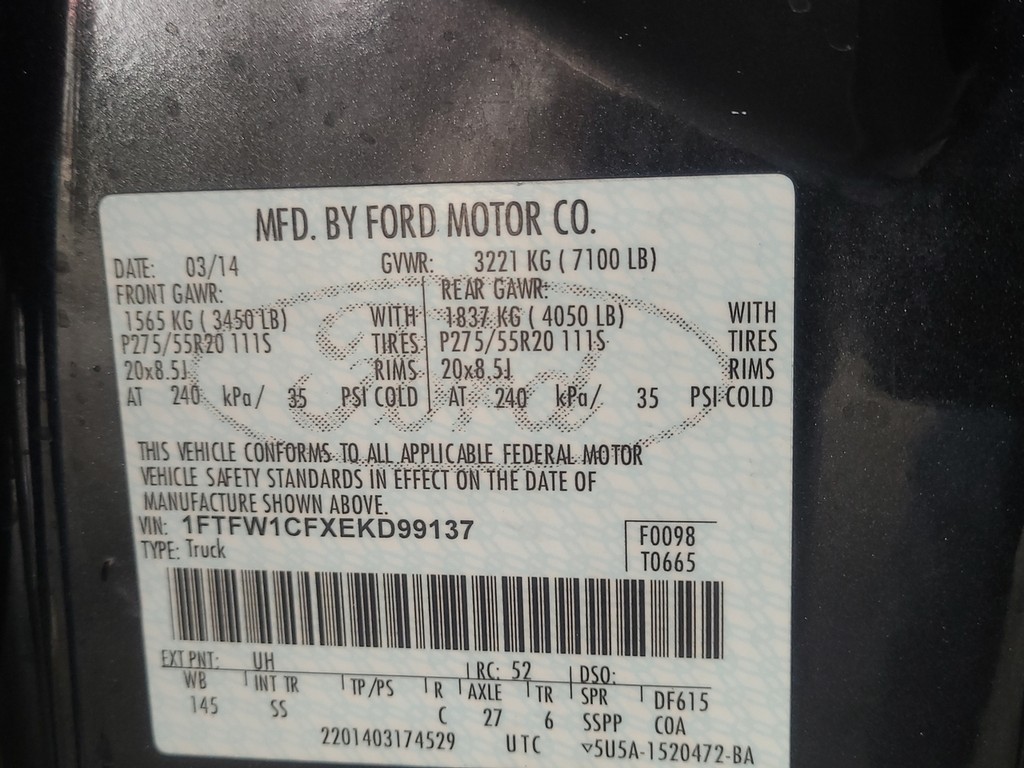 MFD. BY FORD MOTOR CO.
DATE: 03/14 GVWR: 3221 KG ( 7100 LB)
FRONT GAWR: REAR GAWR:
1565 KG ( 3450 LB) WITH 1837 KG ( 4050 LB) WITH
P275/55R20 111S TIRES P275/55R20 111S TIRES
20x8.5J RIMS 20x8.5J RIMS
AT 240 kPa/ 35 PSI COLD AT 240 kPa/ 35 PSI COLD
Ford
THIS VEHICLE CONFORMS TO ALL APPLICABLE FEDERAL MOTOR
VEHICLE SAFETY STANDARDS IN EFFECT ON THE DATE OF
MANUFACTURE SHOWN ABOVE.
VIN: 1FTFW1CFXEKD99137
TYPE: Truck
F0098
T0665
EXT PNT: UH RC: 52 DSO:
WB INT TR TP/PS R AXLE TR SPR DF615
145 SS C 27 6 SSPP COA
2201403174529 UTC ▽5U5A-1520472-BA